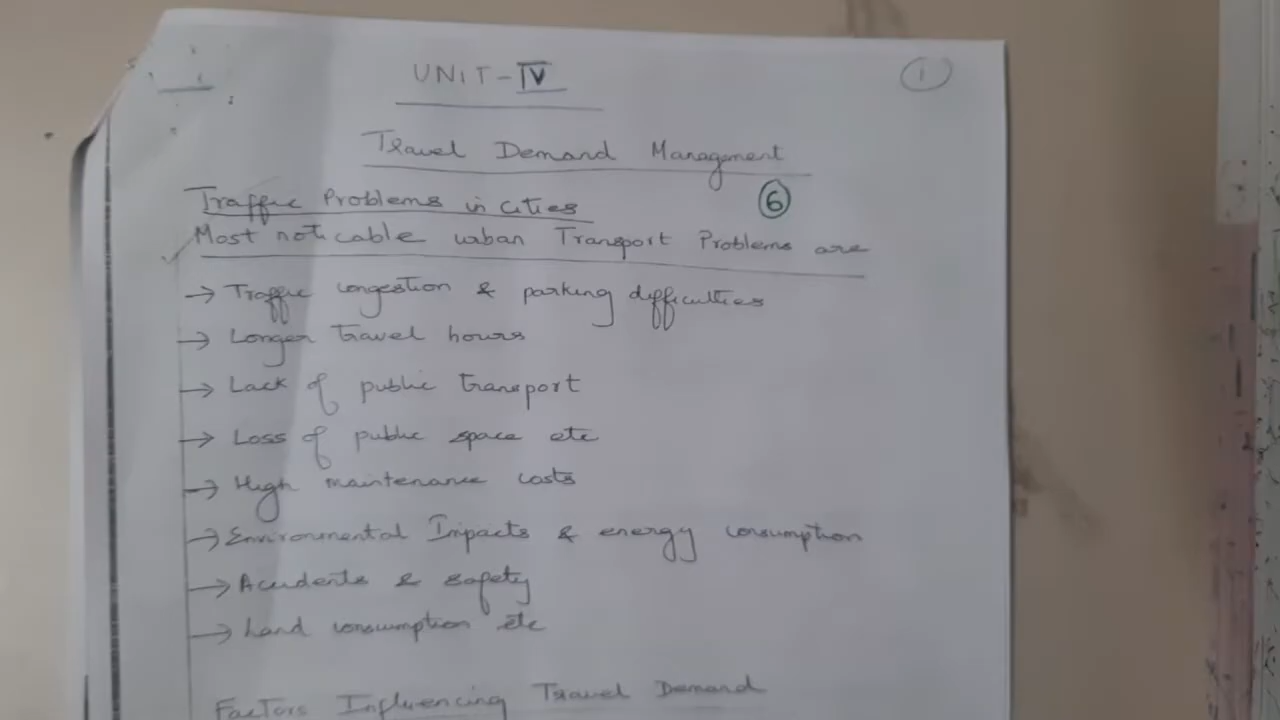 UNIT-IV
1
Travel Demand Management
Traffic Problems in cities
6
Most noticable urban Transport Problems are
→ Traffic congestion & parking difficulties
→ Longer travel hours
→ Lack of public transport
→ Loss of public space etc
→ High maintenance costs
→ Environmental Impacts & energy consumption
→ Accidents & safety
→ Land consumption etc
Factors Influencing Travel Demand